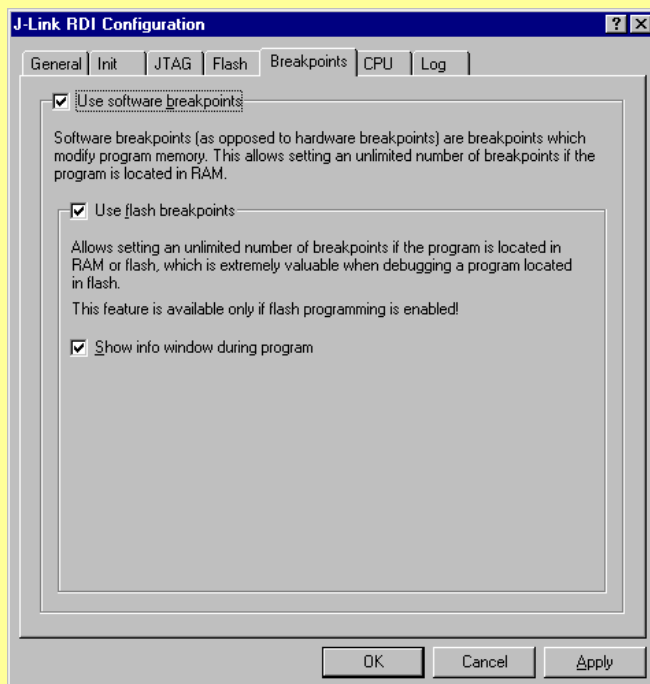 J-Link RDI Configuration
General Init JTAG Flash Breakpoints CPU Log
Use software breakpoints
Software breakpoints (as opposed to hardware breakpoints) are breakpoints which
modify program memory. This allows setting an unlimited number of breakpoints if the
program is located in RAM.
Use flash breakpoints
Allows setting an unlimited number of breakpoints if the program is located in
RAM or flash, which is extremely valuable when debugging a program located
in flash.
This feature is available only if flash programming is enabled!
Show info window during program
OK Cancel Apply